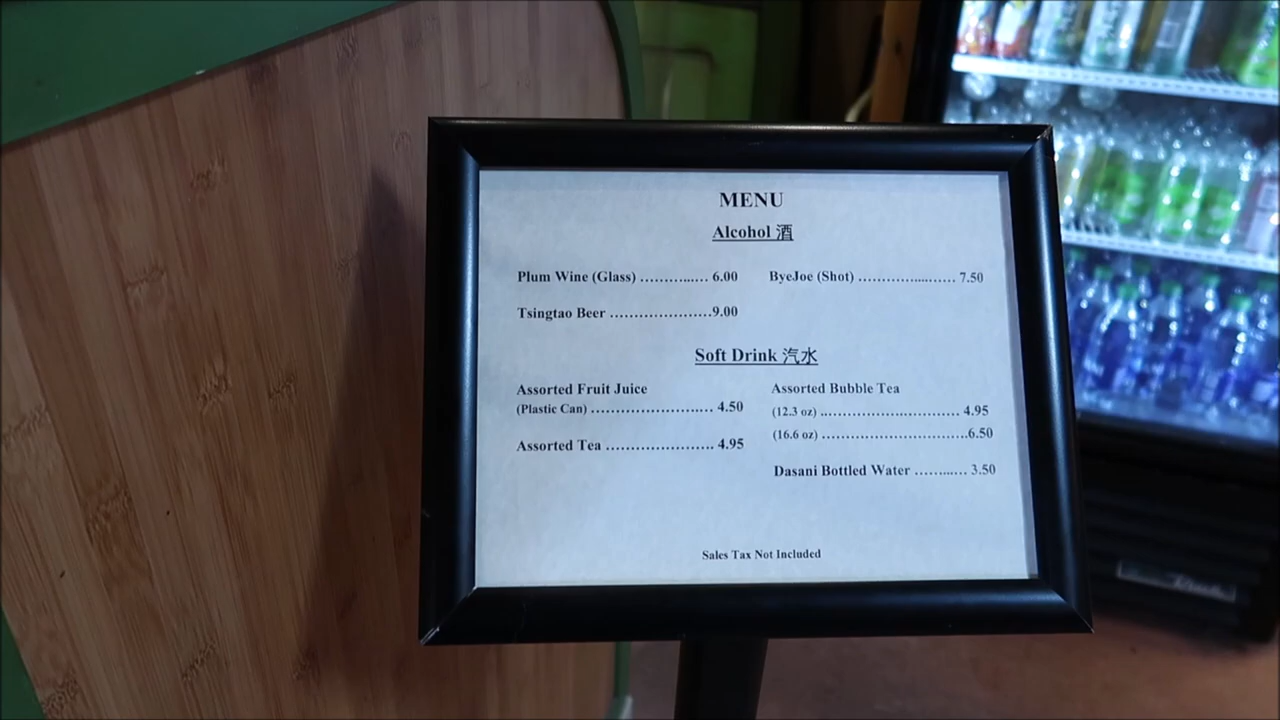 MENU
Alcohol 酒
Plum Wine (Glass) ............. 6.00
ByeJoe (Shot) ..................... 7.50
Tsingtao Beer .....................9.00
Soft Drink 汽水
Assorted Fruit Juice
(Plastic Can) .......................... 4.50
Assorted Tea ...................... 4.95
Assorted Bubble Tea
(12.3 oz) ............................. 4.95
(16.6 oz) ..............................6.50
Dasani Bottled Water ........... 3.50
Sales Tax Not Included